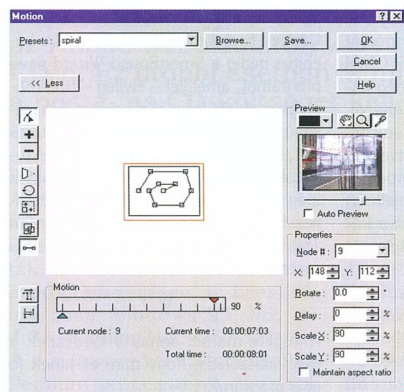 Motion
Presets : spiral Browse... Save... OK
Cancel
<< Less Help
Preview
Auto Preview
Properties
Node # : 9
X: 148 Y: 112
Rotate : 0.0 °
Delay : 0 %
Scale X : 90 %
Scale Y : 90 %
Maintain aspect ratio
Motion
90 %
Current node : 9 Current time : 00:00:07:03
Total time : 00:00:08:01